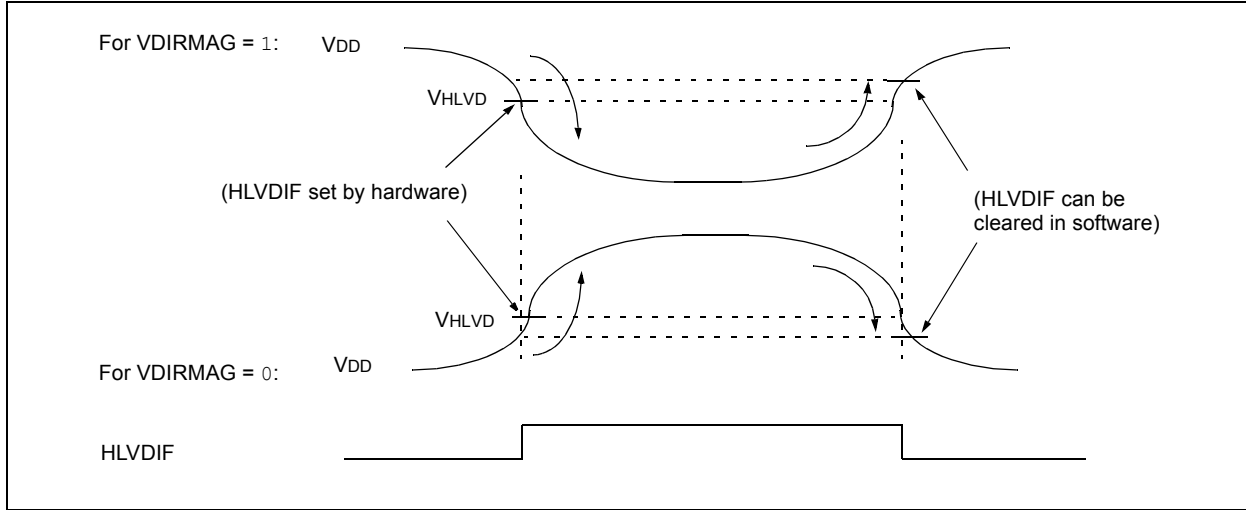 For VDIRMAG = 1: VDD
VHLVD
(HLVDIF set by hardware)
(HLVDIF can be
cleared in software)
VHLVD
For VDIRMAG = 0: VDD
HLVDIF